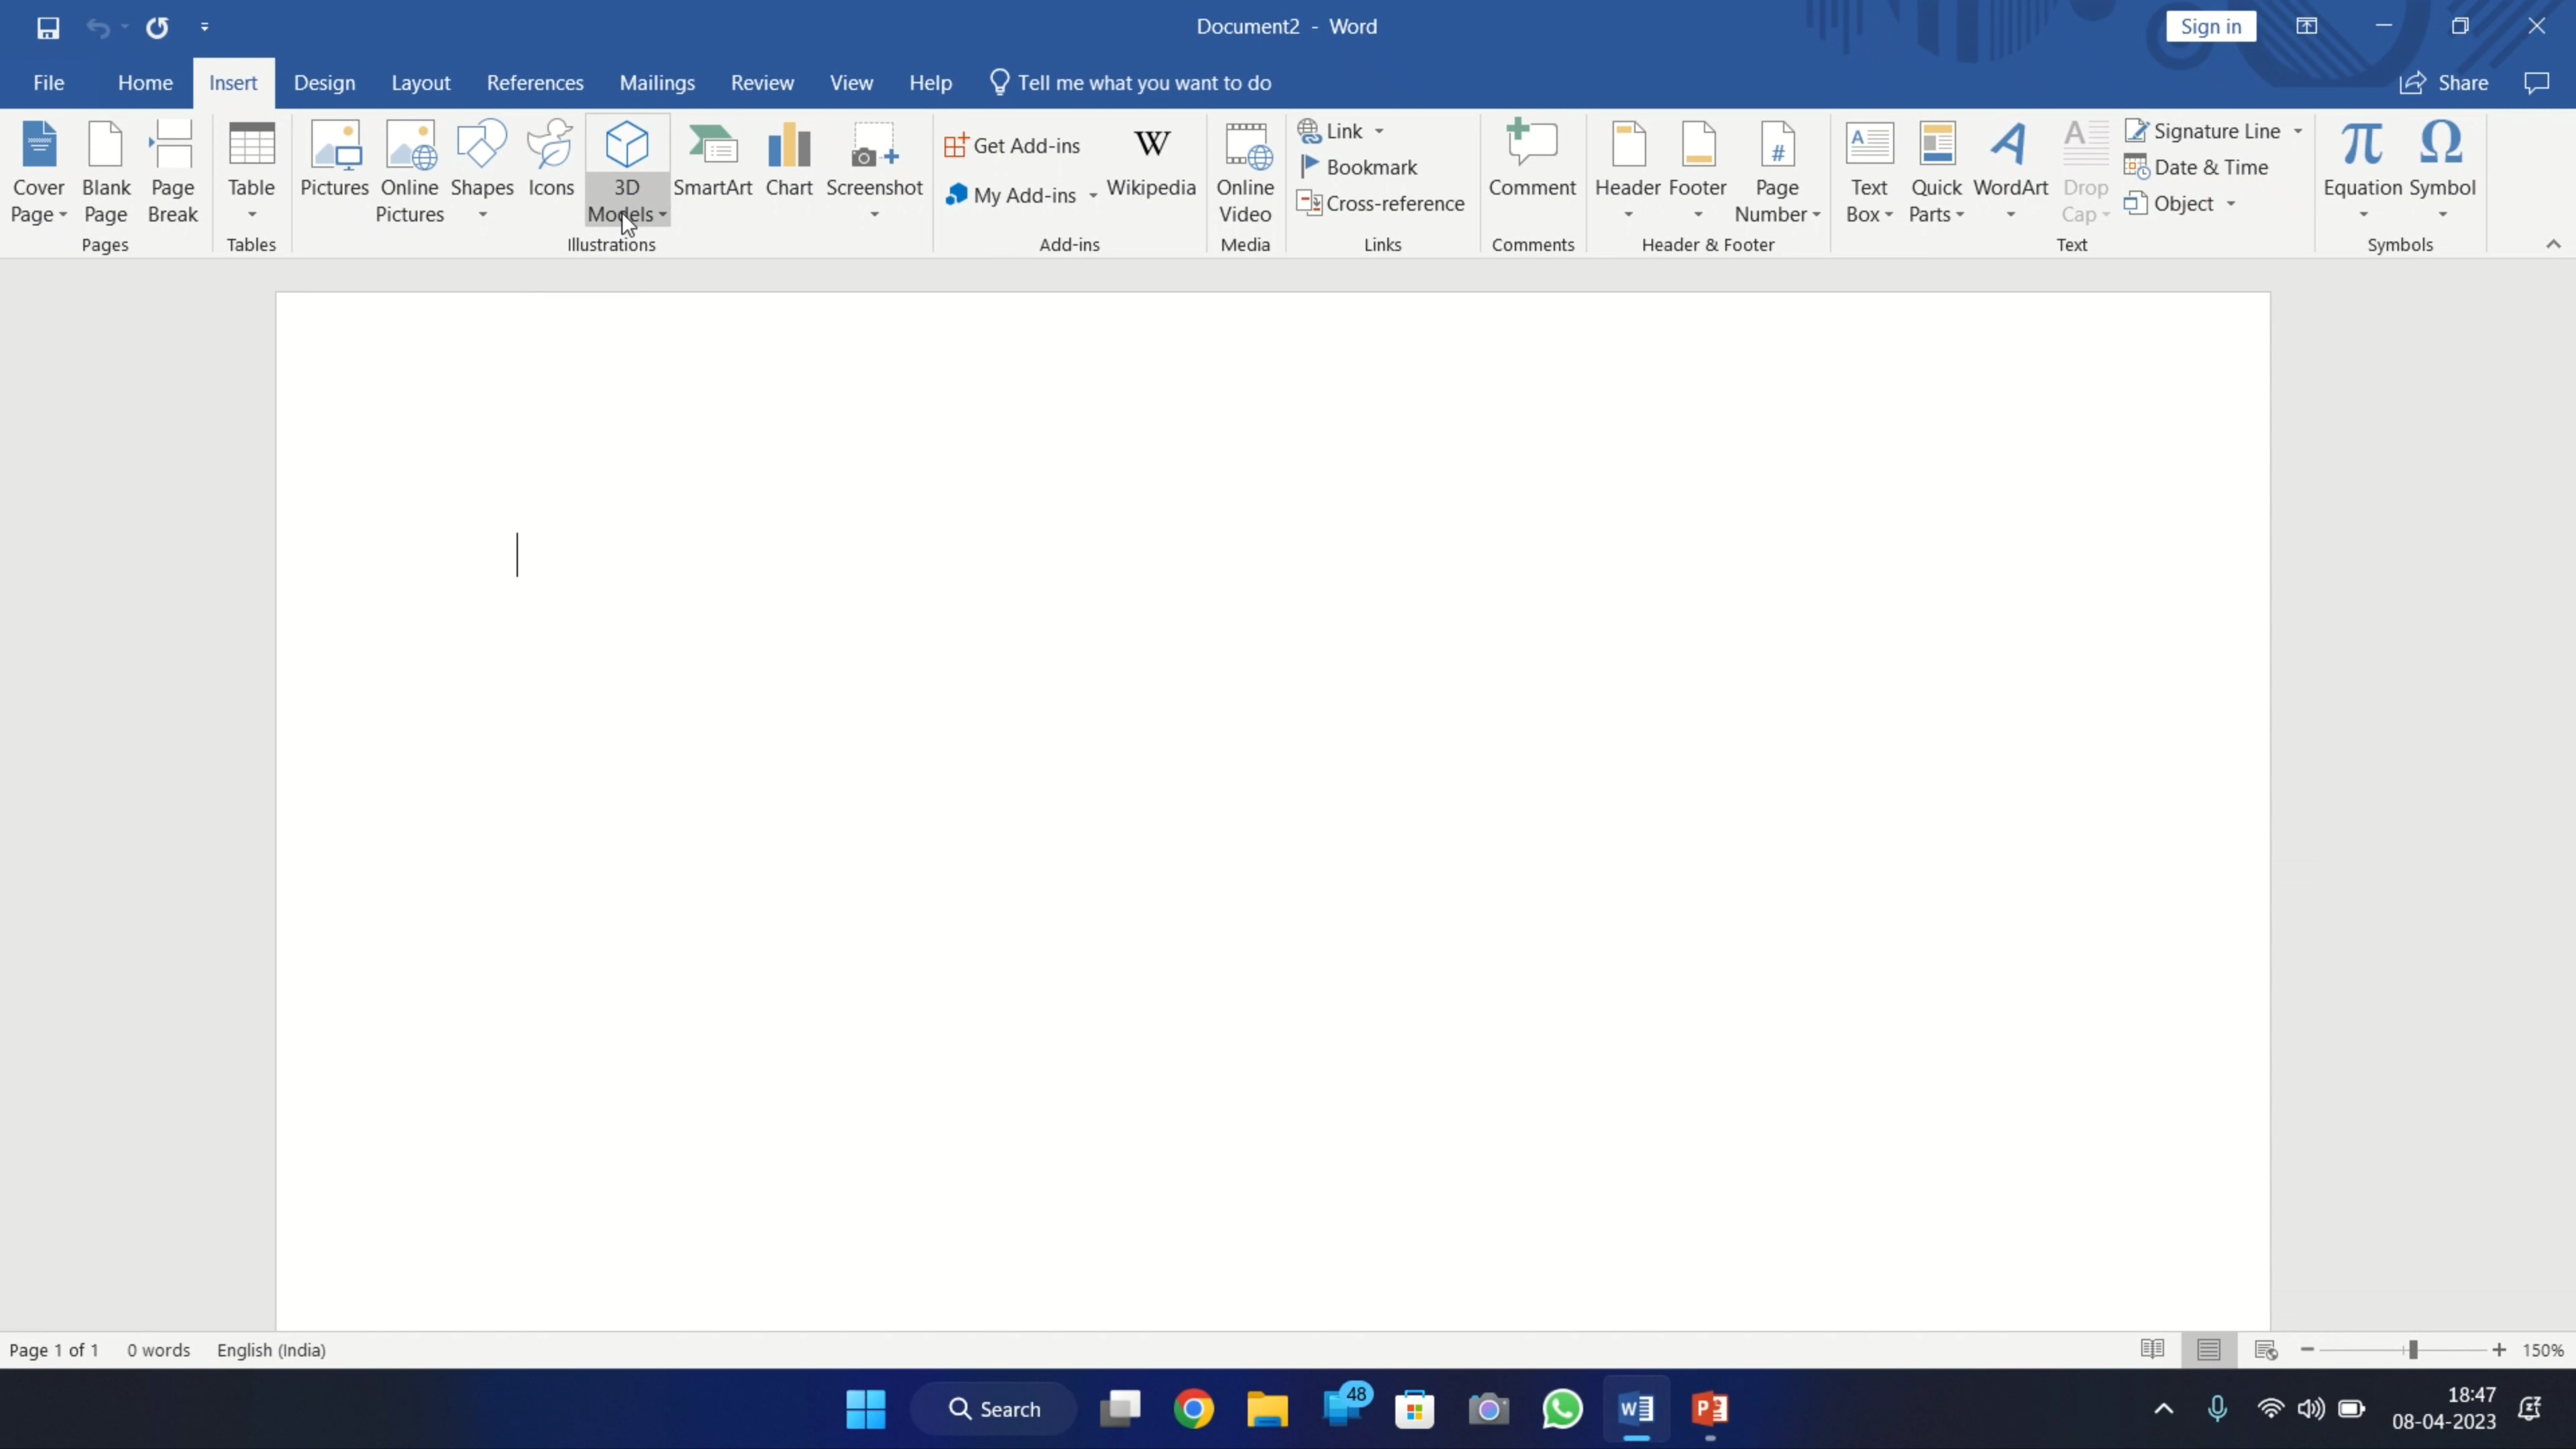 Document2 - Word
Sign in
File Home Insert Design Layout References Mailings Review View Help Tell me what you want to do Share
Cover Page
Blank Page
Page Break
Pages
Table
Tables
Pictures
Online Pictures
Shapes
Icons
3D Models
SmartArt
Chart
Screenshot
Illustrations
Get Add-ins
My Add-ins
Wikipedia
Add-ins
Online Video
Media
Link
Bookmark
Cross-reference
Links
Comment
Comments
Header
Footer
Page Number
#
Header & Footer
Text Box
Quick Parts
WordArt
Drop Cap
Signature Line
Date & Time
Object
Text
π
Equation
Ω
Symbol
Symbols
Page 1 of 1 0 words English (India)
150%
Search
48
18:47
08-04-2023